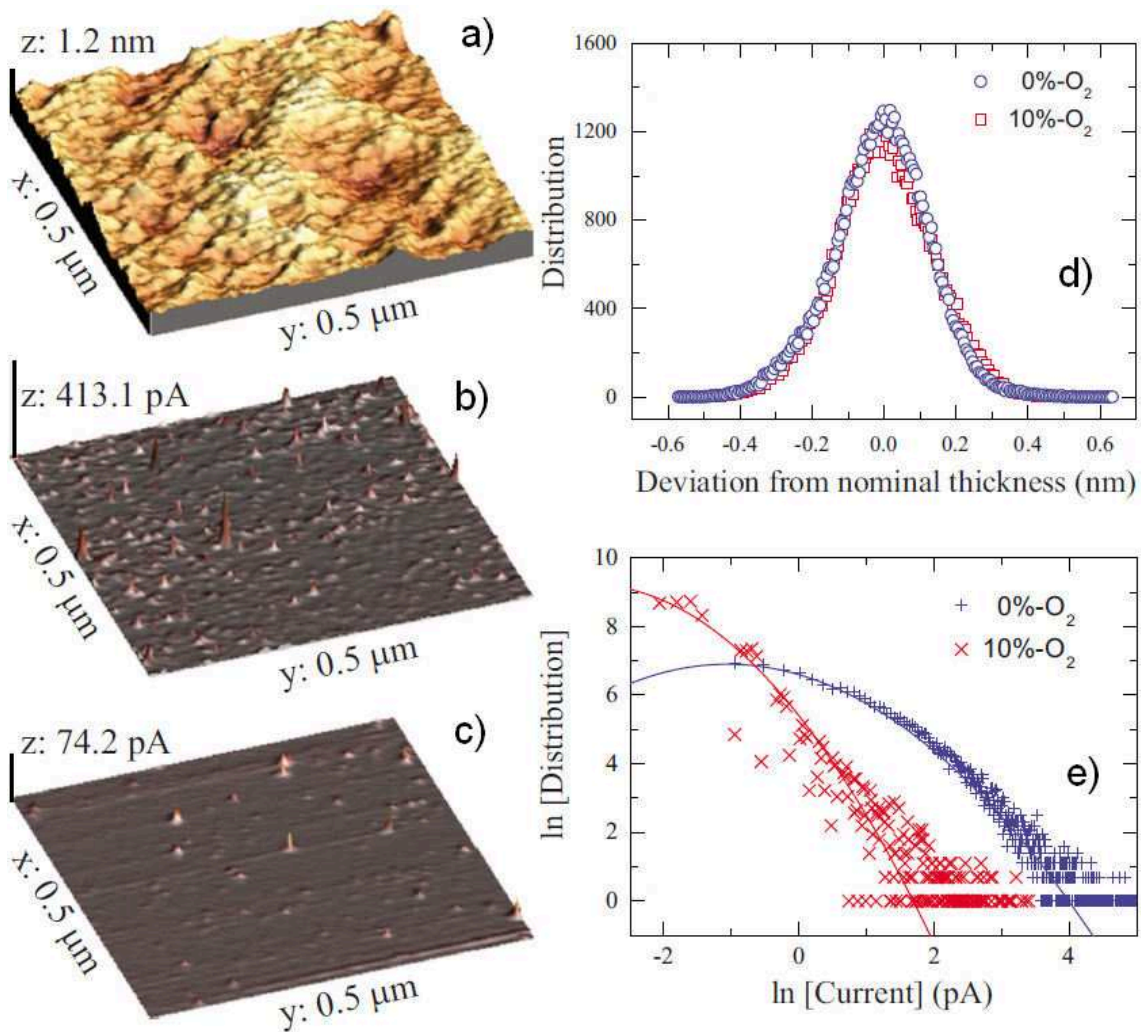 z: 1.2 nm
a)
x: 0.5 µm
y: 0.5 µm
z: 413.1 pA
b)
x: 0.5 µm
y: 0.5 µm
z: 74.2 pA
c)
x: 0.5 µm
y: 0.5 µm
1600
1200
800
400
0
Distribution
0%-O₂
10%-O₂
d)
-0.6 -0.4 -0.2 0.0 0.2 0.4 0.6
Deviation from nominal thickness (nm)
10
8
6
4
2
0
ln [Distribution]
0%-O₂
10%-O₂
e)
-2 0 2 4
ln [Current] (pA)